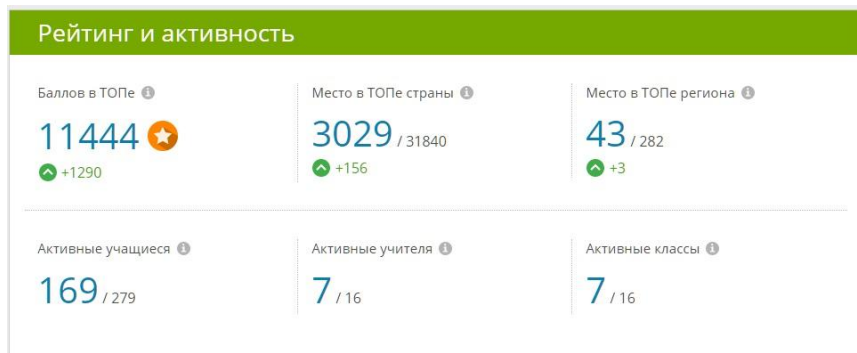 Рейтинг и активность
Баллов в ТОПе
Место в ТОПе страны
Место в ТОПе региона
11444
3029 / 31840
43 / 282
+1290
+156
+3
Активные учащиеся
Активные учителя
Активные классы
169 / 279
7 / 16
7 / 16